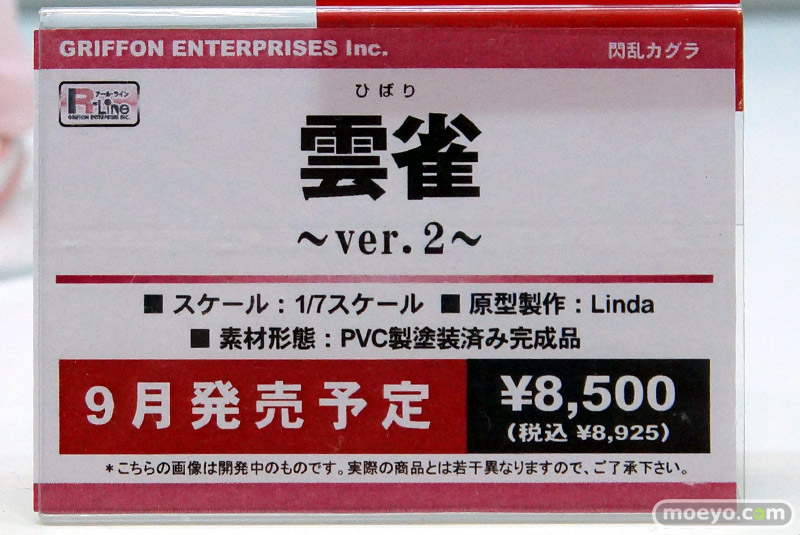 GRIFFON ENTERPRISES Inc. 閃乱カグラ
アールライン
R-Line
GRIFFON ENTERPRISES INC.
ひばり
雲雀
～ver.2～
■ スケール：1/7スケール ■ 原型製作：Linda
■ 素材形態：PVC製塗装済み完成品
9月発売予定
¥8,500
(税込 ¥8,925)
＊こちらの画像は開発中のものです。実際の商品とは若干異なりますので、ご了承下さい。
moeyo.com